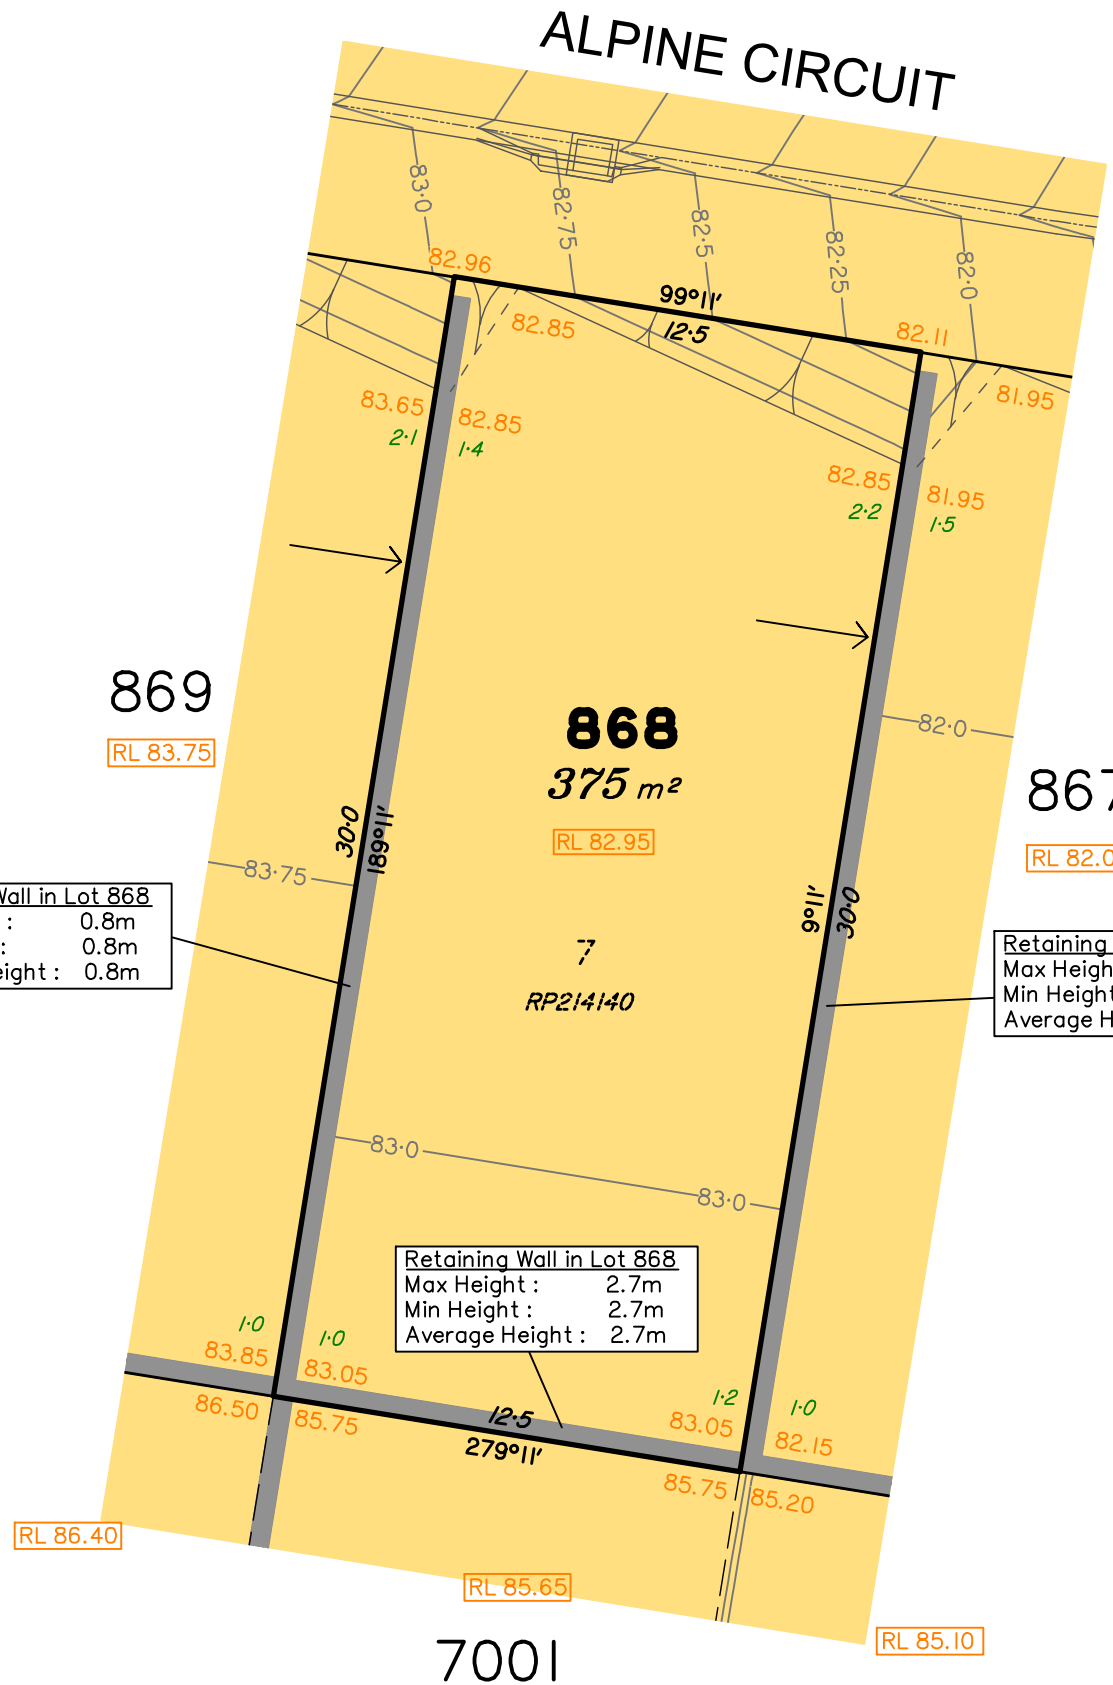 ALPINE CIRCUIT
83·0
82·75
82·5
82·25
82·0
82.96
99°11'
12·5
82.85
82.11
81.95
83.65
82.85
2·1
1·4
82.85
81.95
2·2
1·5
869
RL 83.75
868
375 m²
RL 82.95
82·0
867
RL 82.0
30·0
189°11'
83·75
9°11'
30·0
Wall in Lot 868
: 0.8m
: 0.8m
eight : 0.8m
7
RP214140
Retaining
Max Heigh
Min Height
Average H
83·0
83·0
Retaining Wall in Lot 868
Max Height : 2.7m
Min Height : 2.7m
Average Height : 2.7m
1·0
1·0
83.85
83.05
86.50
85.75
12·5
279°11'
1·2
1·0
83.05
82.15
85.75
85.20
RL 86.40
RL 85.65
RL 85.10
7001